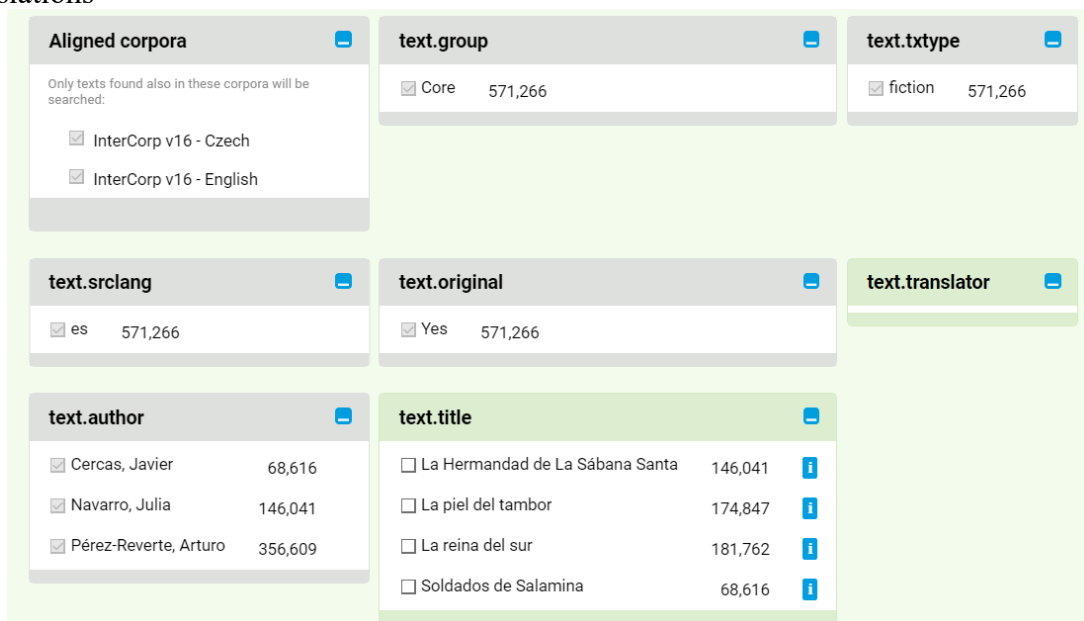 Aligned corpora
Only texts found also in these corpora will be
searched:
InterCorp v16 - Czech
InterCorp v16 - English
text.group
Core 571,266
text.txtype
fiction 571,266
text.srclang
es 571,266
text.original
Yes 571,266
text.translator
text.author
Cercas, Javier 68,616
Navarro, Julia 146,041
Pérez-Reverte, Arturo 356,609
text.title
La Hermandad de La Sábana Santa 146,041 i
La piel del tambor 174,847 i
La reina del sur 181,762 i
Soldados de Salamina 68,616 i